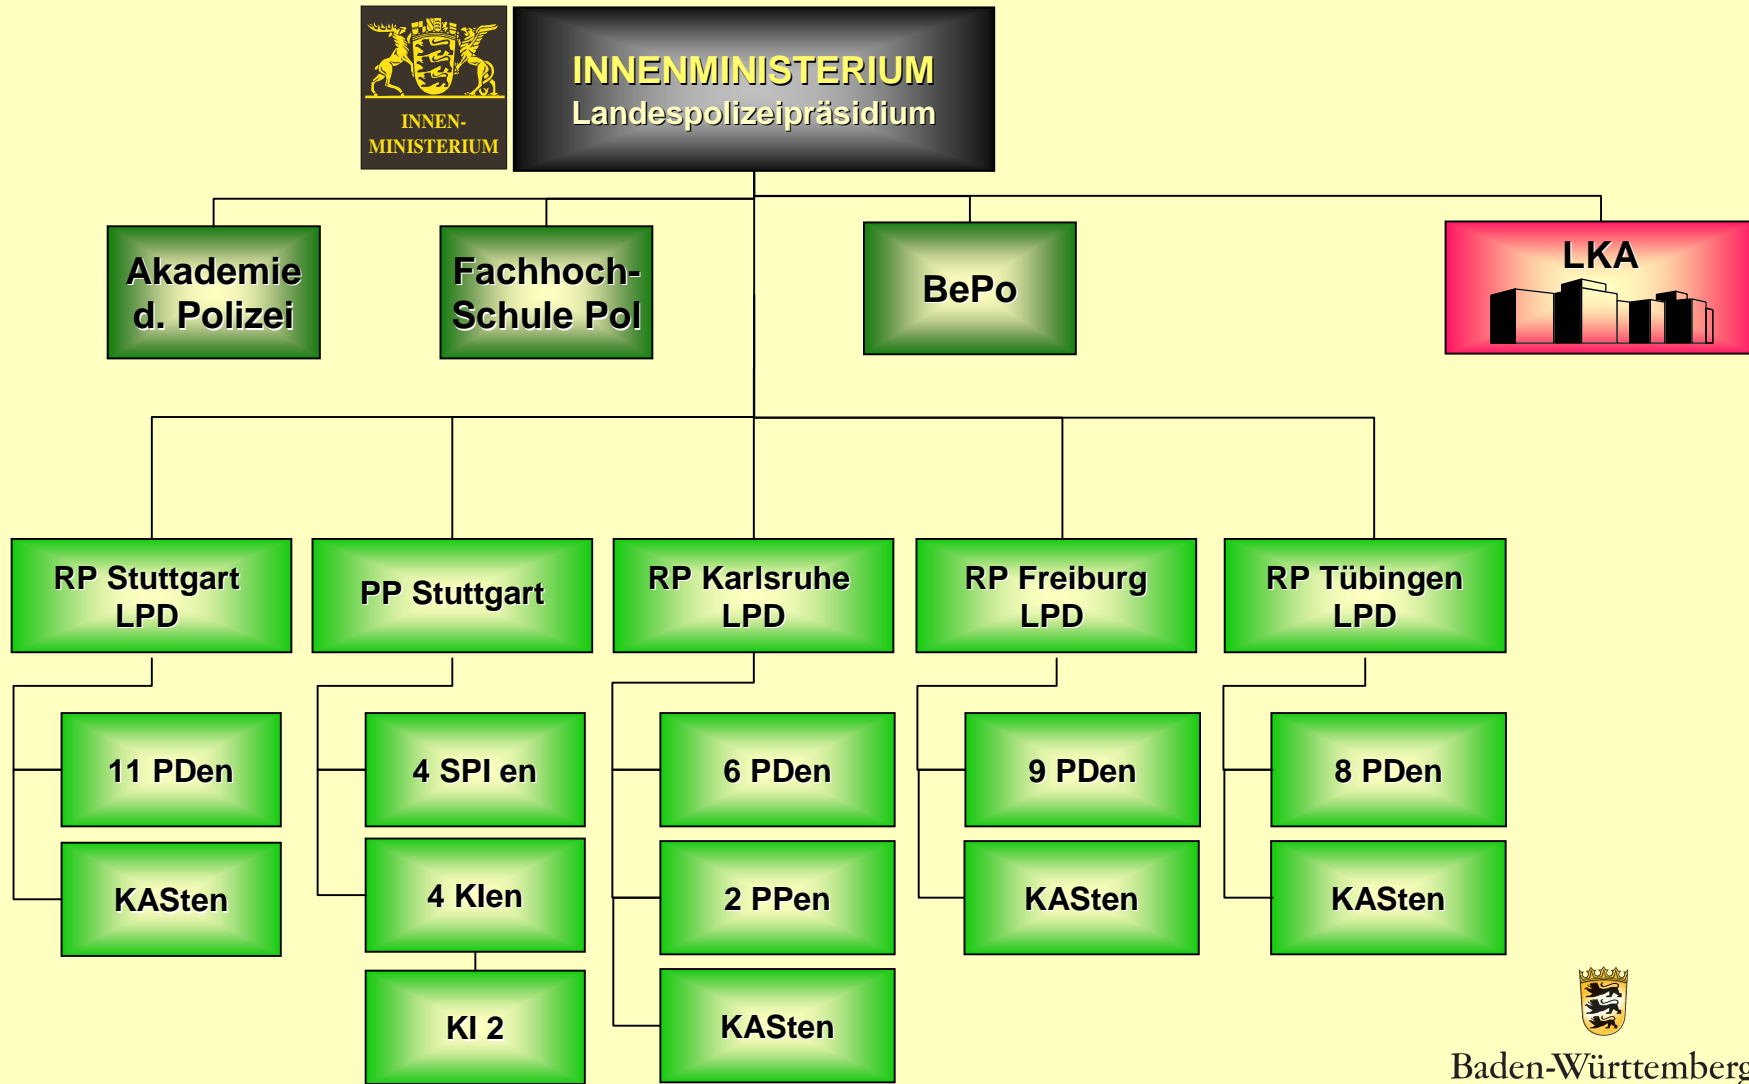 INNEN-
MINISTERIUM
INNENMINISTERIUM
Landespolizeipräsidium
Akademie
d. Polizei
Fachhoch-
Schule Pol
BePo
LKA
RP Stuttgart
LPD
PP Stuttgart
RP Karlsruhe
LPD
RP Freiburg
LPD
RP Tübingen
LPD
11 PDen
4 SPI en
6 PDen
9 PDen
8 PDen
KASten
4 KIen
2 PPen
KASten
KASten
KI 2
KASten
Baden-Württemberg